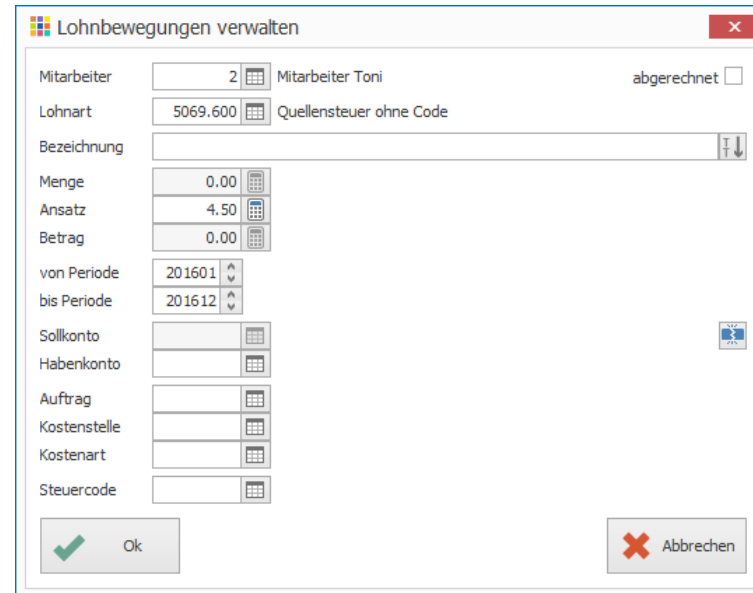 Lohnbewegungen verwalten
Mitarbeiter 2 Mitarbeiter Toni abgerechnet
Lohnart 5069.600 Quellensteuer ohne Code
Bezeichnung
Menge 0.00
Ansatz 4.50
Betrag 0.00
von Periode 201601
bis Periode 201612
Sollkonto
Habenkonto
Auftrag
Kostenstelle
Kostenart
Steuercode
Ok Abbrechen